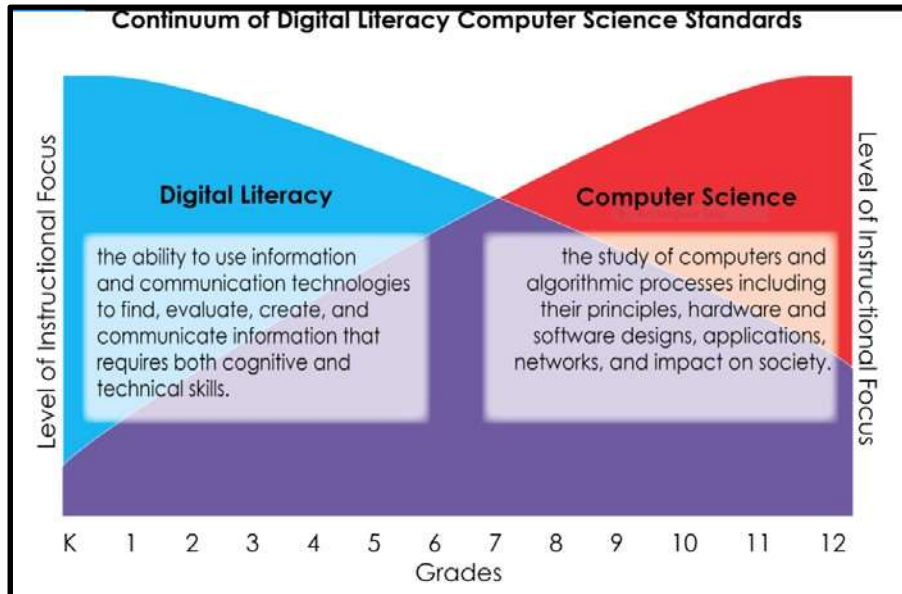 Continuum of Digital Literacy Computer Science Standards
Level of Instructional Focus
Digital Literacy
the ability to use information
and communication technologies
to find, evaluate, create, and
communicate information that
requires both cognitive and
technical skills.
Computer Science
the study of computers and
algorithmic processes including
their principles, hardware and
software designs, applications,
networks, and impact on society.
Level of Instructional Focus
K 1 2 3 4 5 6 7 8 9 10 11 12
Grades